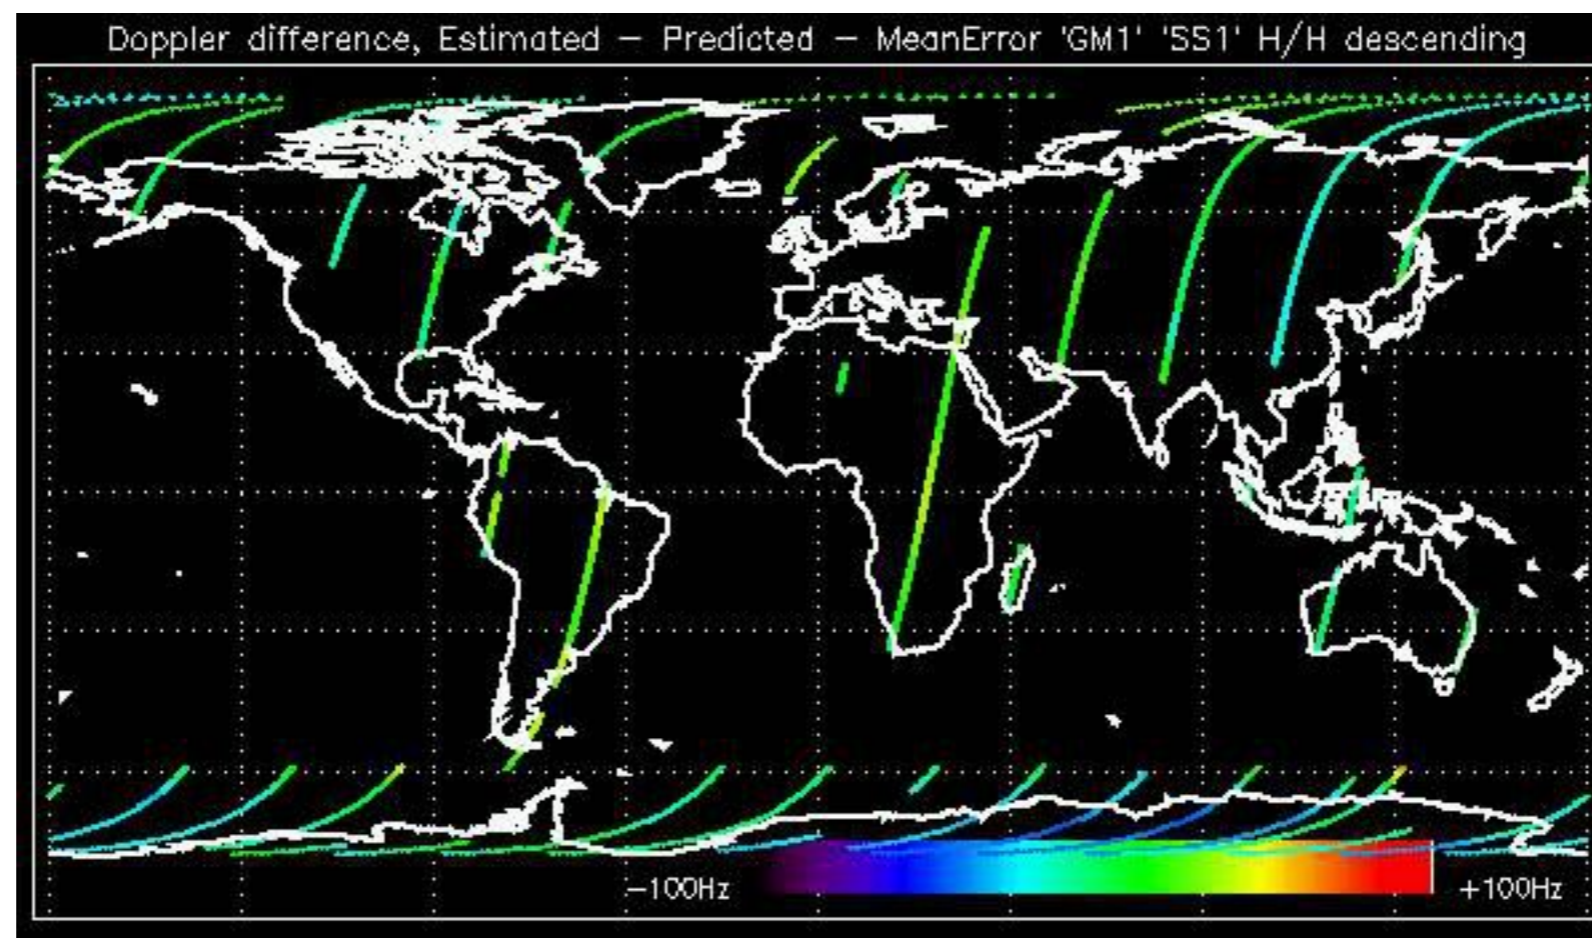 Doppler difference, Estimated – Predicted – MeanError 'GM1' 'SS1' H/H descending
–100Hz
+100Hz